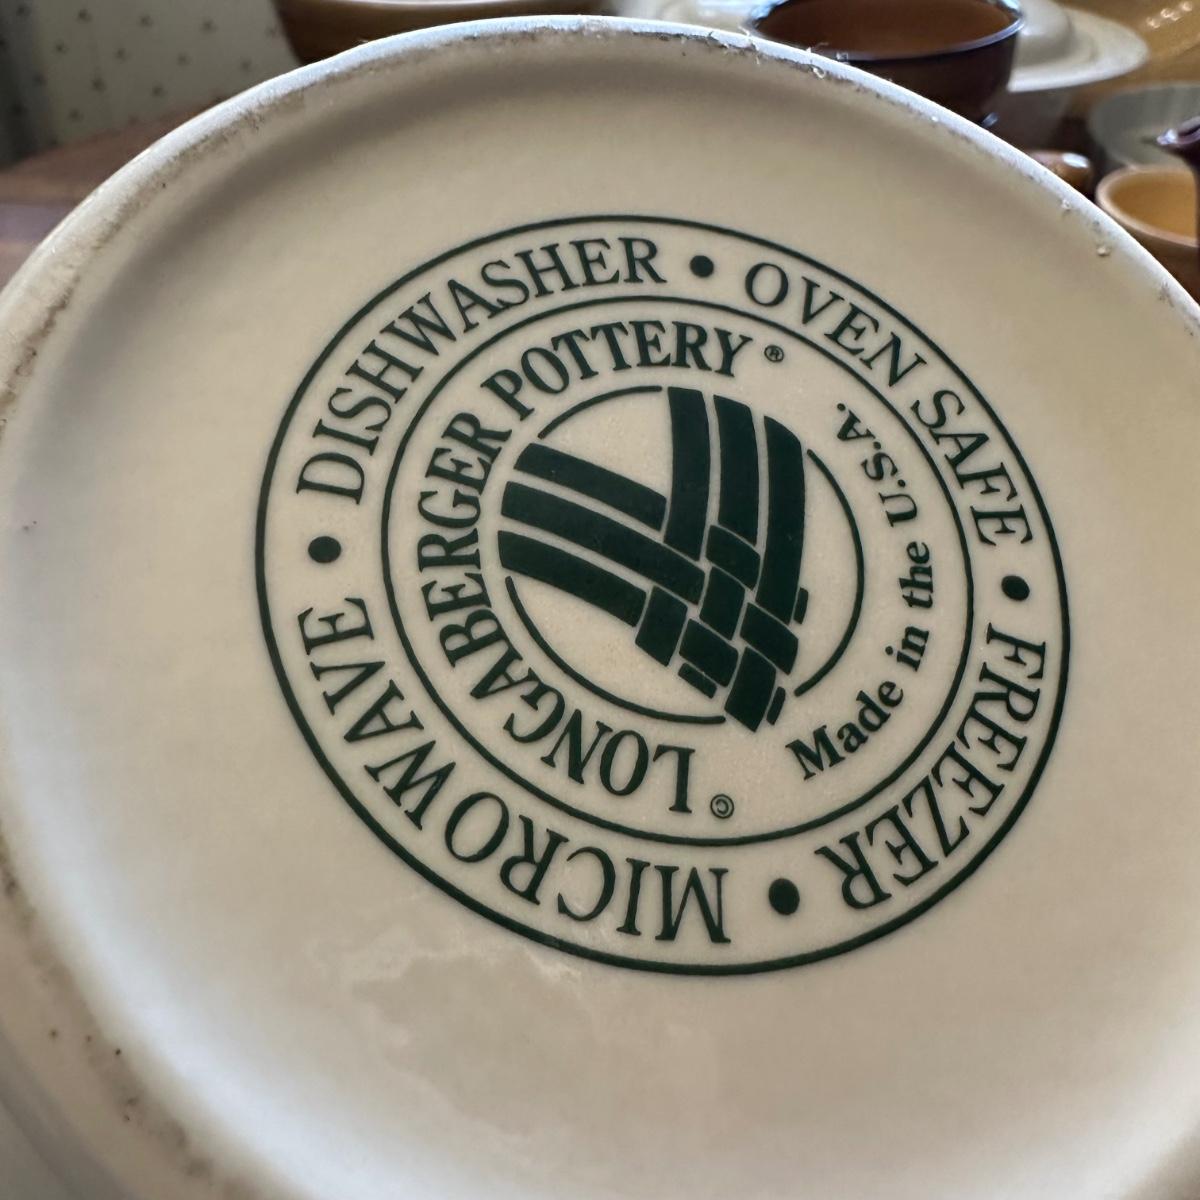 MICROWAVE • DISHWASHER • OVEN SAFE • FREEZER •
© LONGABERGER POTTERY ®
Made in the U.S.A.